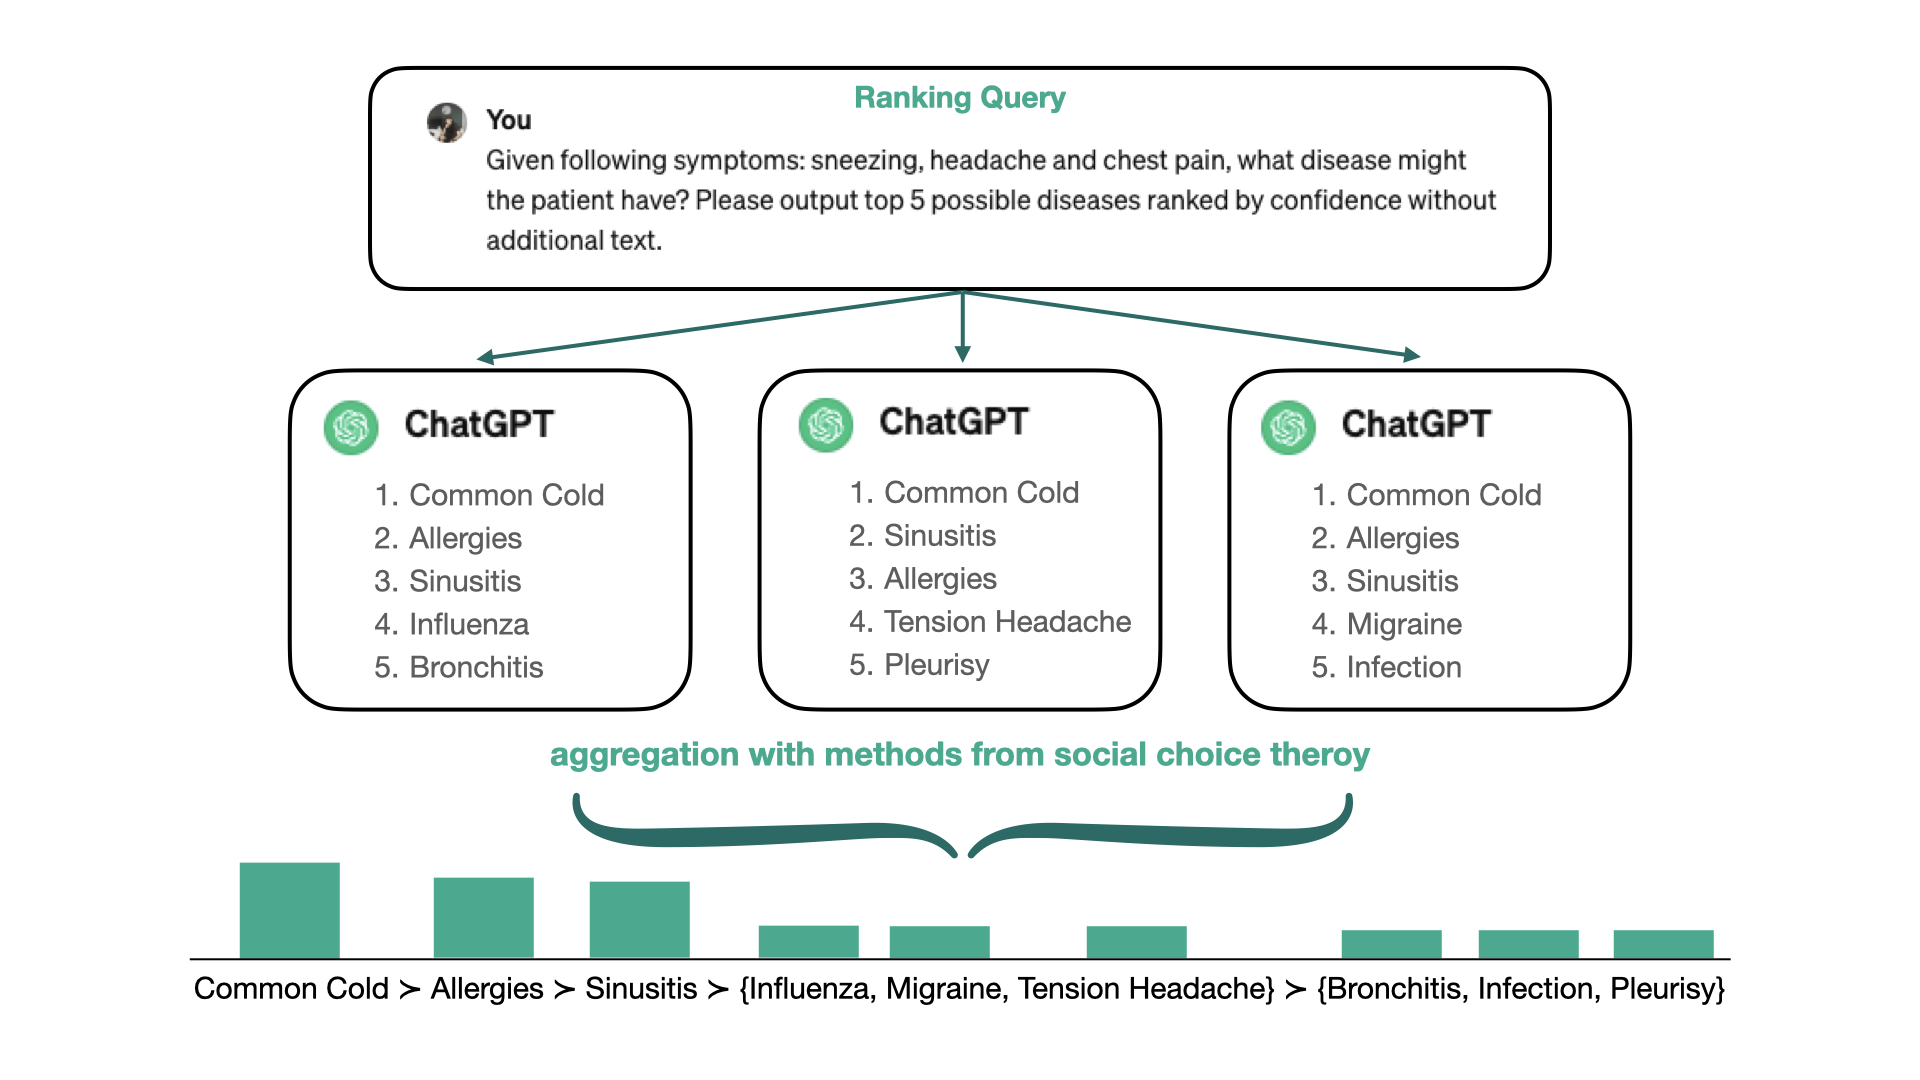 Ranking Query
You
Given following symptoms: sneezing, headache and chest pain, what disease might
the patient have? Please output top 5 possible diseases ranked by confidence without
additional text.
ChatGPT
1. Common Cold
2. Allergies
3. Sinusitis
4. Influenza
5. Bronchitis
ChatGPT
1. Common Cold
2. Sinusitis
3. Allergies
4. Tension Headache
5. Pleurisy
ChatGPT
1. Common Cold
2. Allergies
3. Sinusitis
4. Migraine
5. Infection
aggregation with methods from social choice theroy
Common Cold ≻ Allergies ≻ Sinusitis ≻ {Influenza, Migraine, Tension Headache} ≻ {Bronchitis, Infection, Pleurisy}